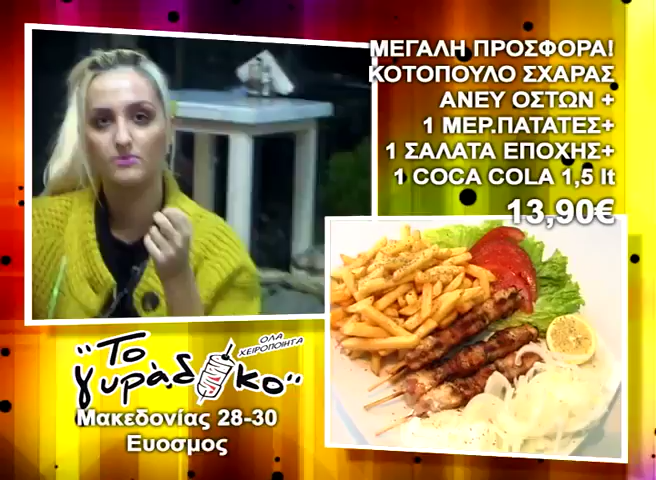 ΜΕΓΑΛΗ ΠΡΟΣΦΟΡΑ!
ΚΟΤΟΠΟΥΛΟ ΣΧΑΡΑΣ
ΑΝΕΥ ΟΣΤΩΝ +
1 ΜΕΡ.ΠΑΤΑΤΕΣ+
1 ΣΑΛΑΤΑ ΕΠΟΧΗΣ+
1 COCA COLA 1,5 lt
13,90€
"Το
γυράδικο"
ΟΛΑ
ΧΕΙΡΟΠΟΙΗΤΑ
Μακεδονίας 28-30
Ευοσμος